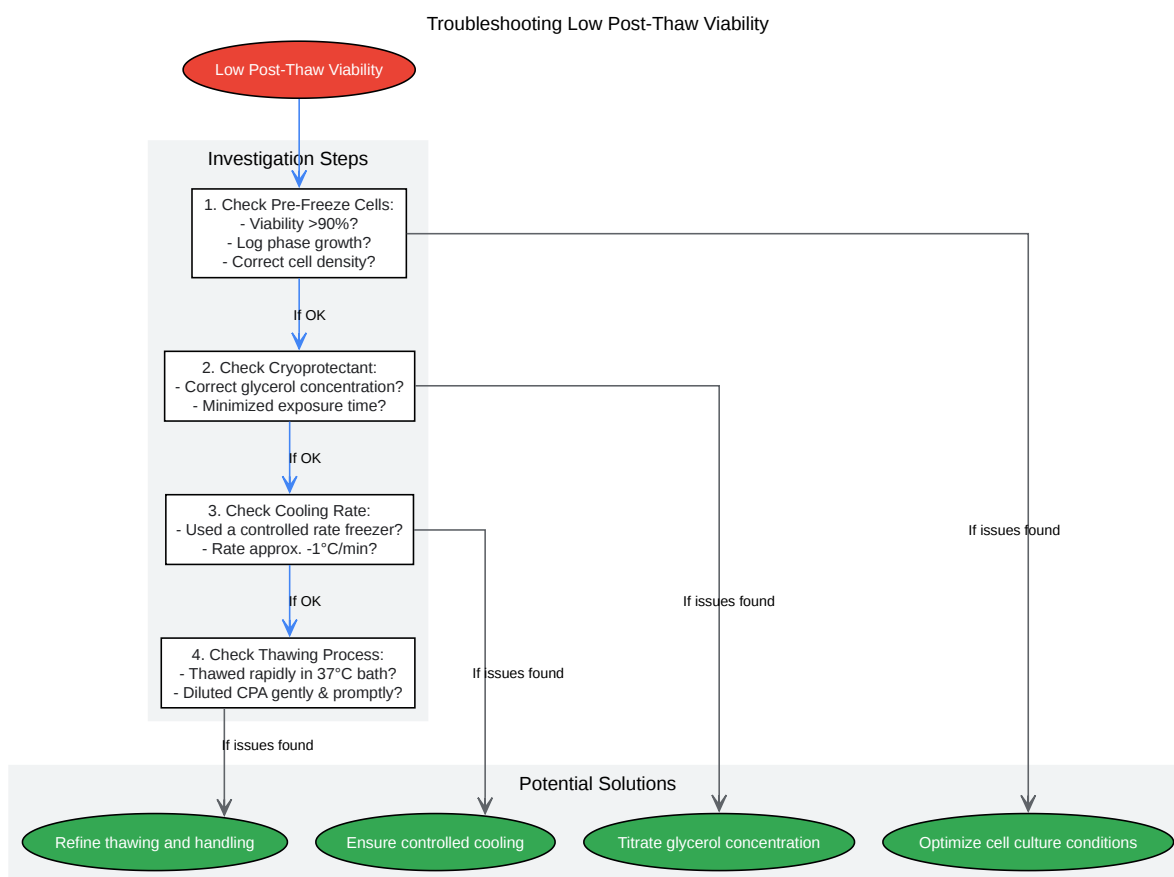 Troubleshooting Low Post-Thaw Viability
Low Post-Thaw Viability
Investigation Steps
1. Check Pre-Freeze Cells:
- Viability >90%?
- Log phase growth?
- Correct cell density?
If OK
2. Check Cryoprotectant:
- Correct glycerol concentration?
- Minimized exposure time?
If OK
3. Check Cooling Rate:
- Used a controlled rate freezer?
- Rate approx. -1°C/min?
If issues found
If OK
If issues found
4. Check Thawing Process:
- Thawed rapidly in 37°C bath?
- Diluted CPA gently & promptly?
If issues found
If issues found
Potential Solutions
Refine thawing and handling
Ensure controlled cooling
Titrate glycerol concentration
Optimize cell culture conditions